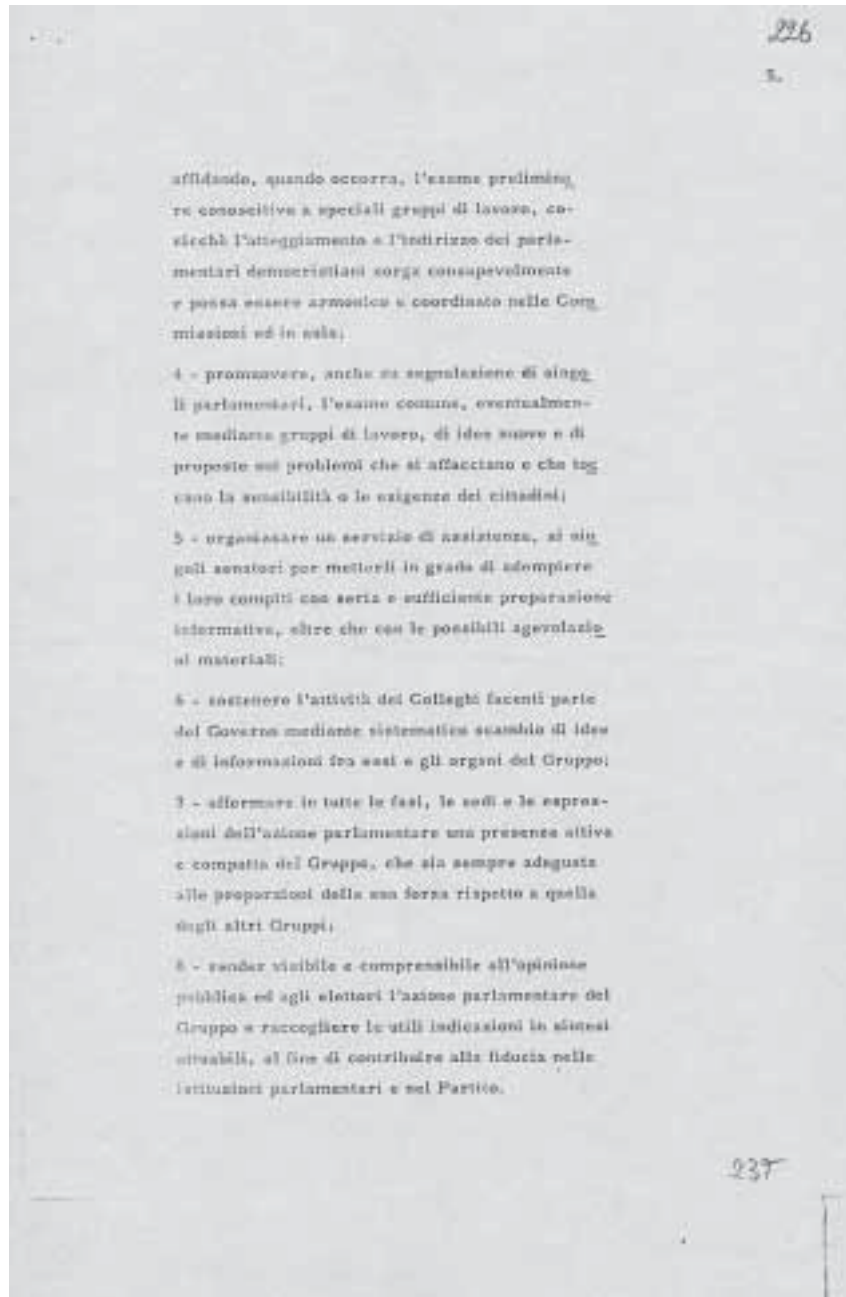 226
affidando, quando occorra, l'esame prelimina
re conoscitivo a speciali gruppi di lavoro, co-
sicchè l'atteggiamento e l'indirizzo dei parla-
mentari democristiani sorga consapevolmente
e possa essere armonico e coordinato nelle Com
missioni ed in aula;
4 - promuovere, anche su segnalazione di singo
li parlamentari, l'esame comune, eventualmen-
te mediante gruppi di lavoro, di idee nuove e di
proposte sui problemi che si affacciano e che toc
cano la sensibilità o le esigenze dei cittadini;
5 - organizzare un servizio di assistenza, ai sin
goli senatori per metterli in grado di adempiere
i loro compiti con seria e sufficiente preparazione
informativa, oltre che con le possibili agevolazio
ni materiali;
6 - sostenere l'attività dei Colleghi facenti parte
del Governo mediante sistematico scambio di idee
e di informazioni fra essi e gli organi del Gruppo;
7 - affermare in tutte le fasi, le sedi e le espres-
sioni dell'azione parlamentare una presenza attiva
e compatta del Gruppo, che sia sempre adeguata
alle proporzioni della sua forza rispetto a quella
degli altri Gruppi;
8 - render visibile e comprensibile all'opinione
pubblica ed agli elettori l'azione parlamentare del
Gruppo e raccogliere le utili indicazioni in sintesi
attuabili, al fine di contribuire alla fiducia nelle
istituzioni parlamentari e nel Partito.
237